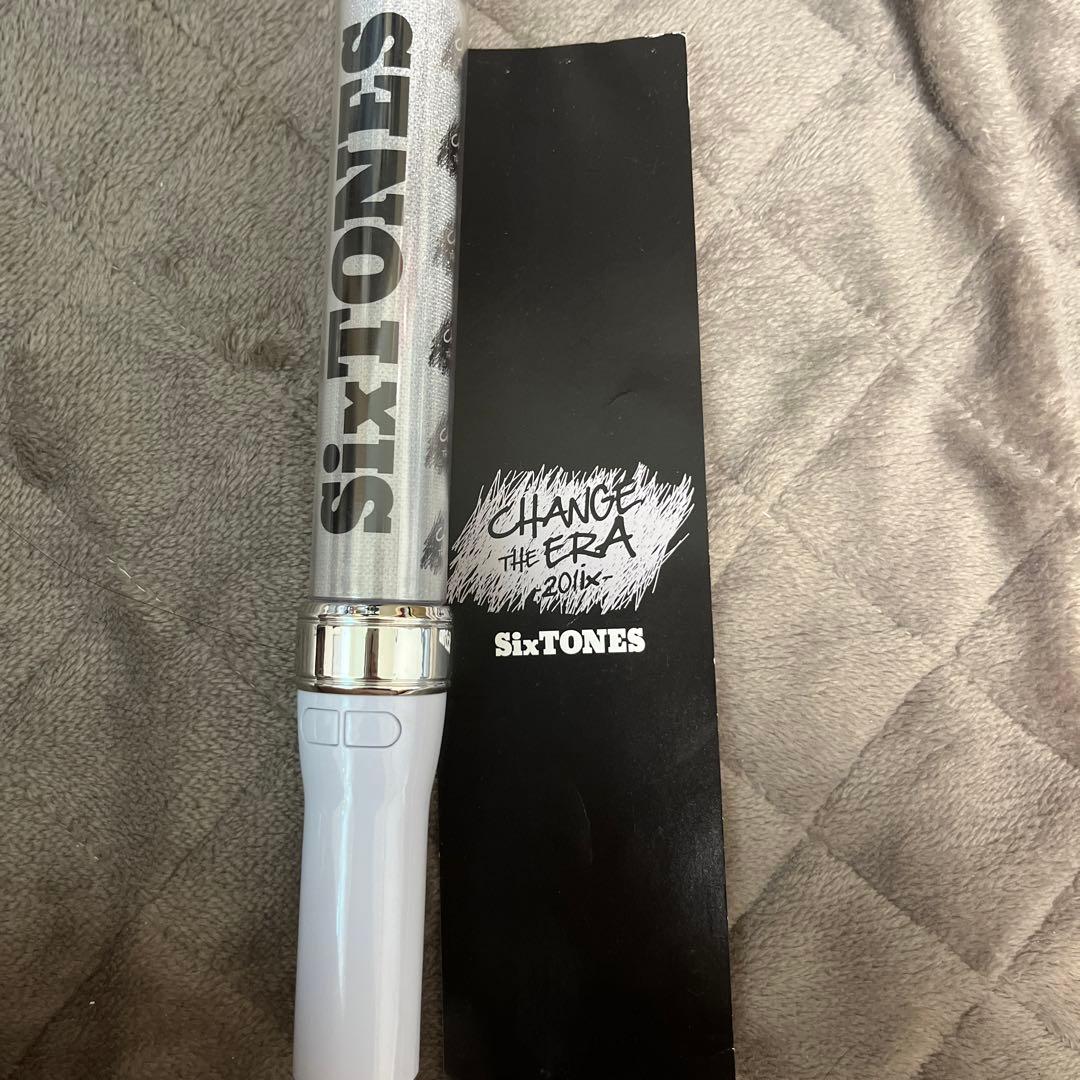 SixTONES
CHANGE
THE ERA
-201ix-
SixTONES